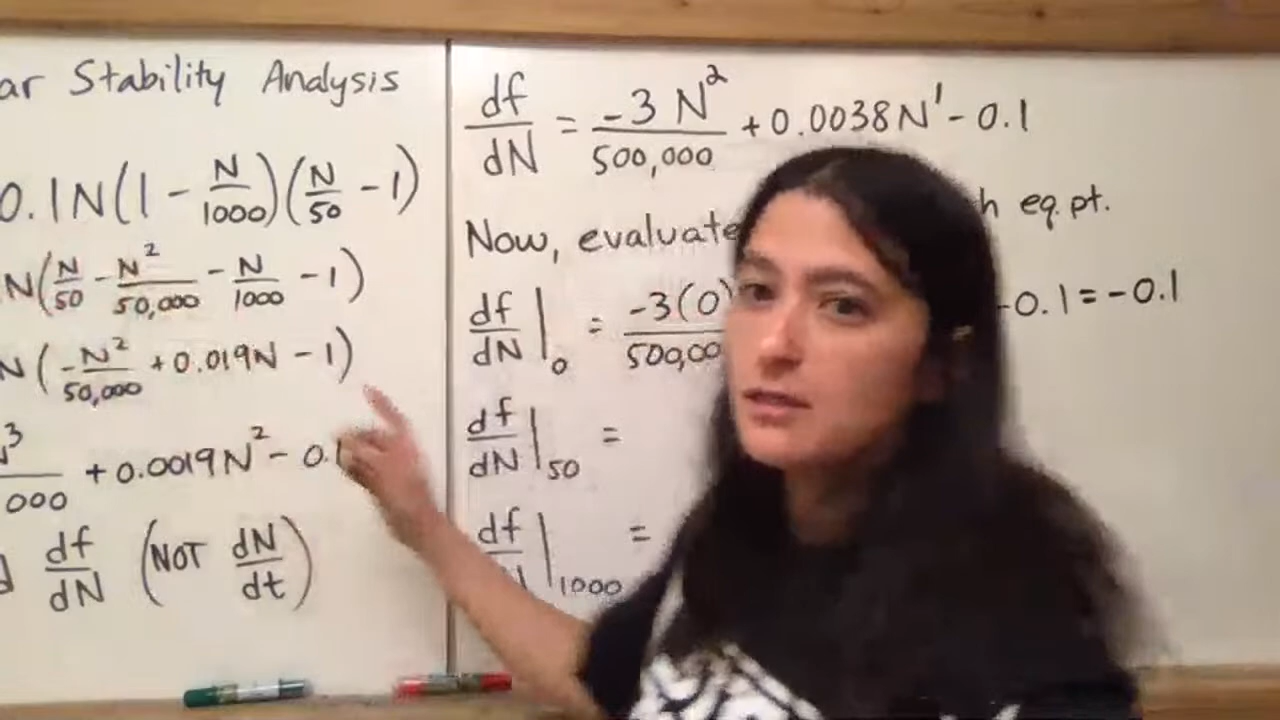 ar Stability Analysis
0.1N(1 - N/1000)(N/50 - 1)
N(N/50 - N²/50,000 - N/1000 - 1)
N(-N²/50,000 + 0.019N - 1)
³/000 + 0.0019N² - 0.1
df/dN (NOT dN/dt)
df/dN = -3N²/500,000 + 0.0038N¹ - 0.1
Now, evaluate eq. pt.
df/dN|₀ = -3(0)/500,00 - 0.1 = -0.1
df/dN|₅₀ =
df/|₁₀₀₀ =